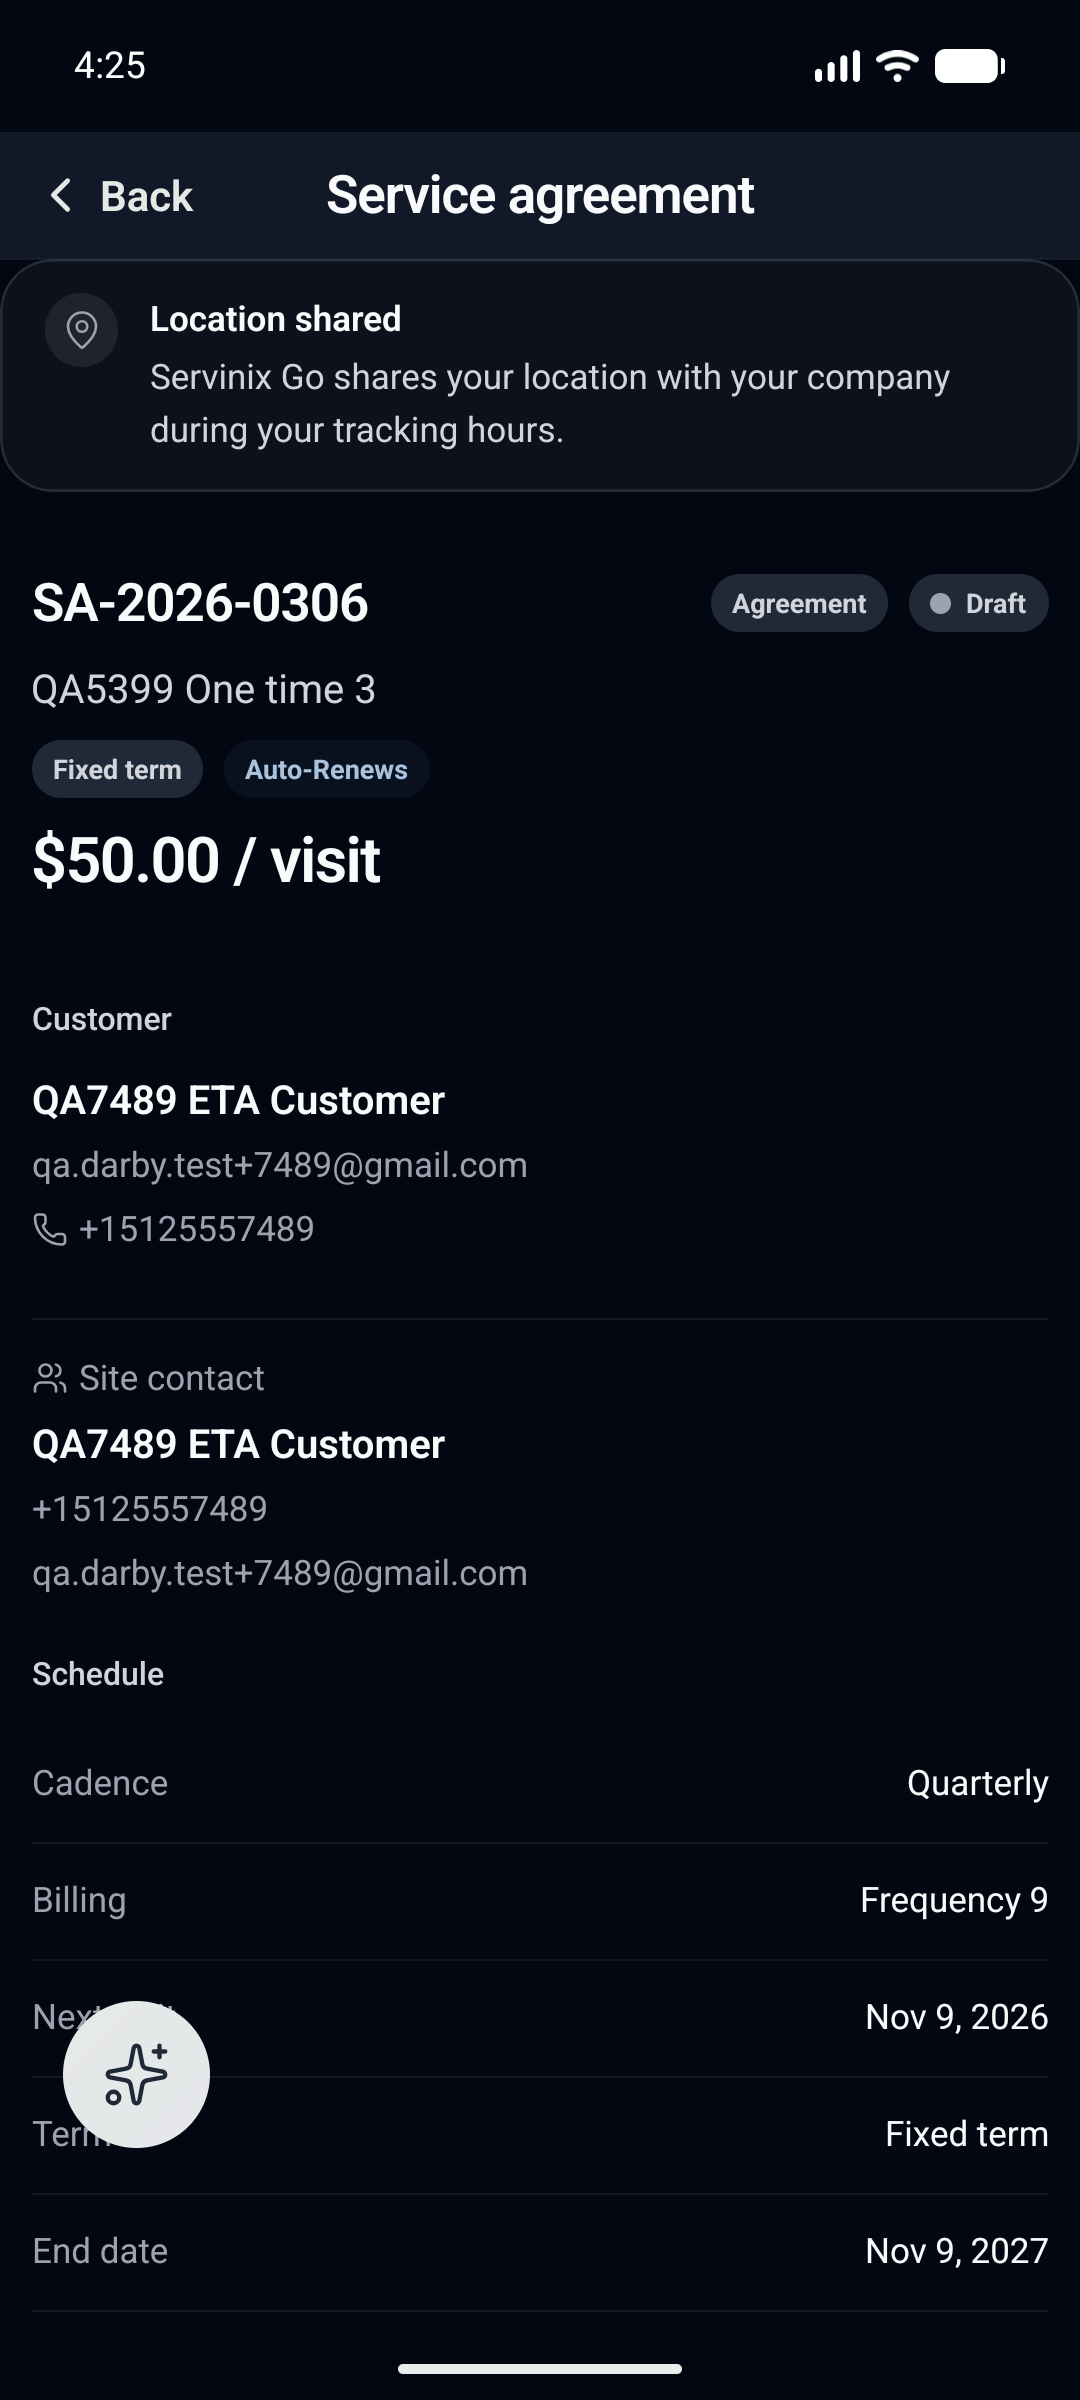 4:25
Back
Service agreement
Location shared
Servinix Go shares your location with your company
during your tracking hours.
SA-2026-0306
Agreement
Draft
QA5399 One time 3
Fixed term
Auto-Renews
$50.00 / visit
Customer
QA7489 ETA Customer
qa.darby.test+7489@gmail.com
+15125557489
Site contact
QA7489 ETA Customer
+15125557489
qa.darby.test+7489@gmail.com
Schedule
Cadence
Quarterly
Billing
Frequency 9
Next
Nov 9, 2026
Term
Fixed term
End date
Nov 9, 2027